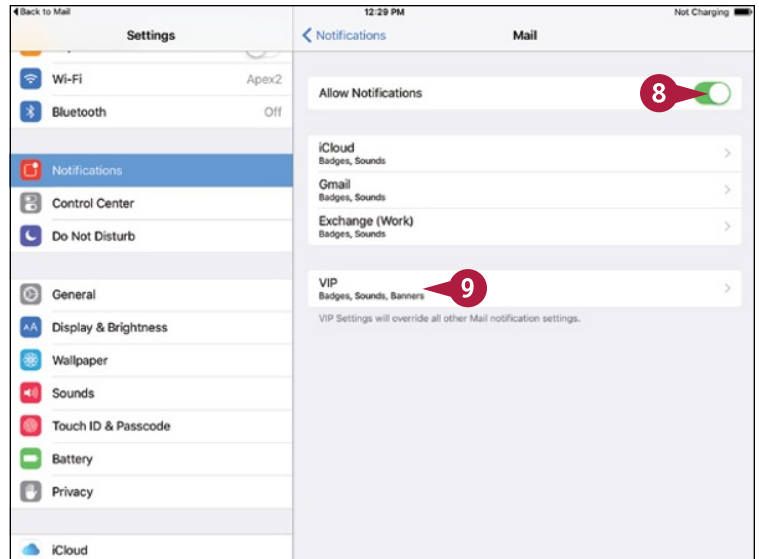 Back to Mail
12:29 PM
Not Charging
Settings
Wi-Fi
Apex2
Bluetooth
Off
Notifications
Control Center
Do Not Disturb
General
AA
Display & Brightness
Wallpaper
Sounds
Touch ID & Passcode
Battery
Privacy
iCloud
Notifications
Mail
Allow Notifications
8
iCloud
Badges, Sounds
Gmail
Badges, Sounds
Exchange (Work)
Badges, Sounds
VIP
9
Badges, Sounds, Banners
VIP Settings will override all other Mail notification settings.